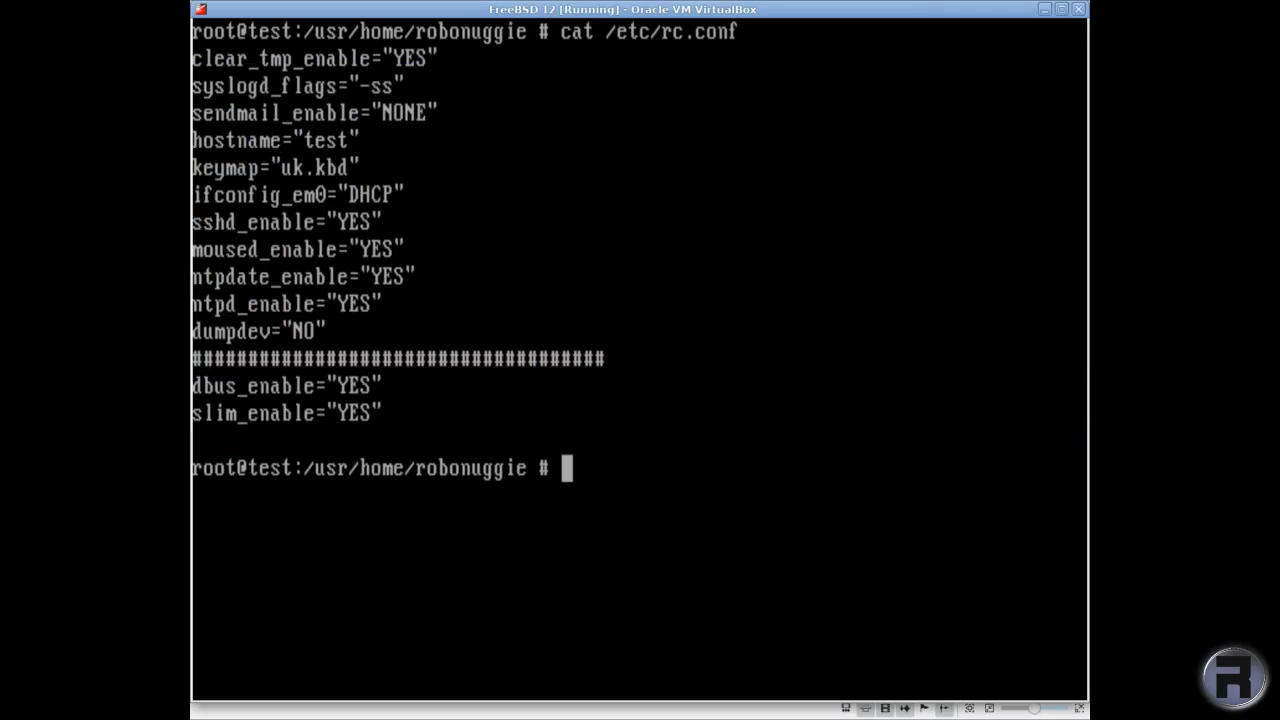 FreeBSD 12 [Running] - Oracle VM VirtualBox
root@test:/usr/home/robonuggie # cat /etc/rc.conf
clear_tmp_enable="YES"
syslogd_flags="-ss"
sendmail_enable="NONE"
hostname="test"
keymap="uk.kbd"
ifconfig_em0="DHCP"
sshd_enable="YES"
moused_enable="YES"
ntpdate_enable="YES"
ntpd_enable="YES"
dumpdev="NO"
#####################################
dbus_enable="YES"
slim_enable="YES"
root@test:/usr/home/robonuggie #
R